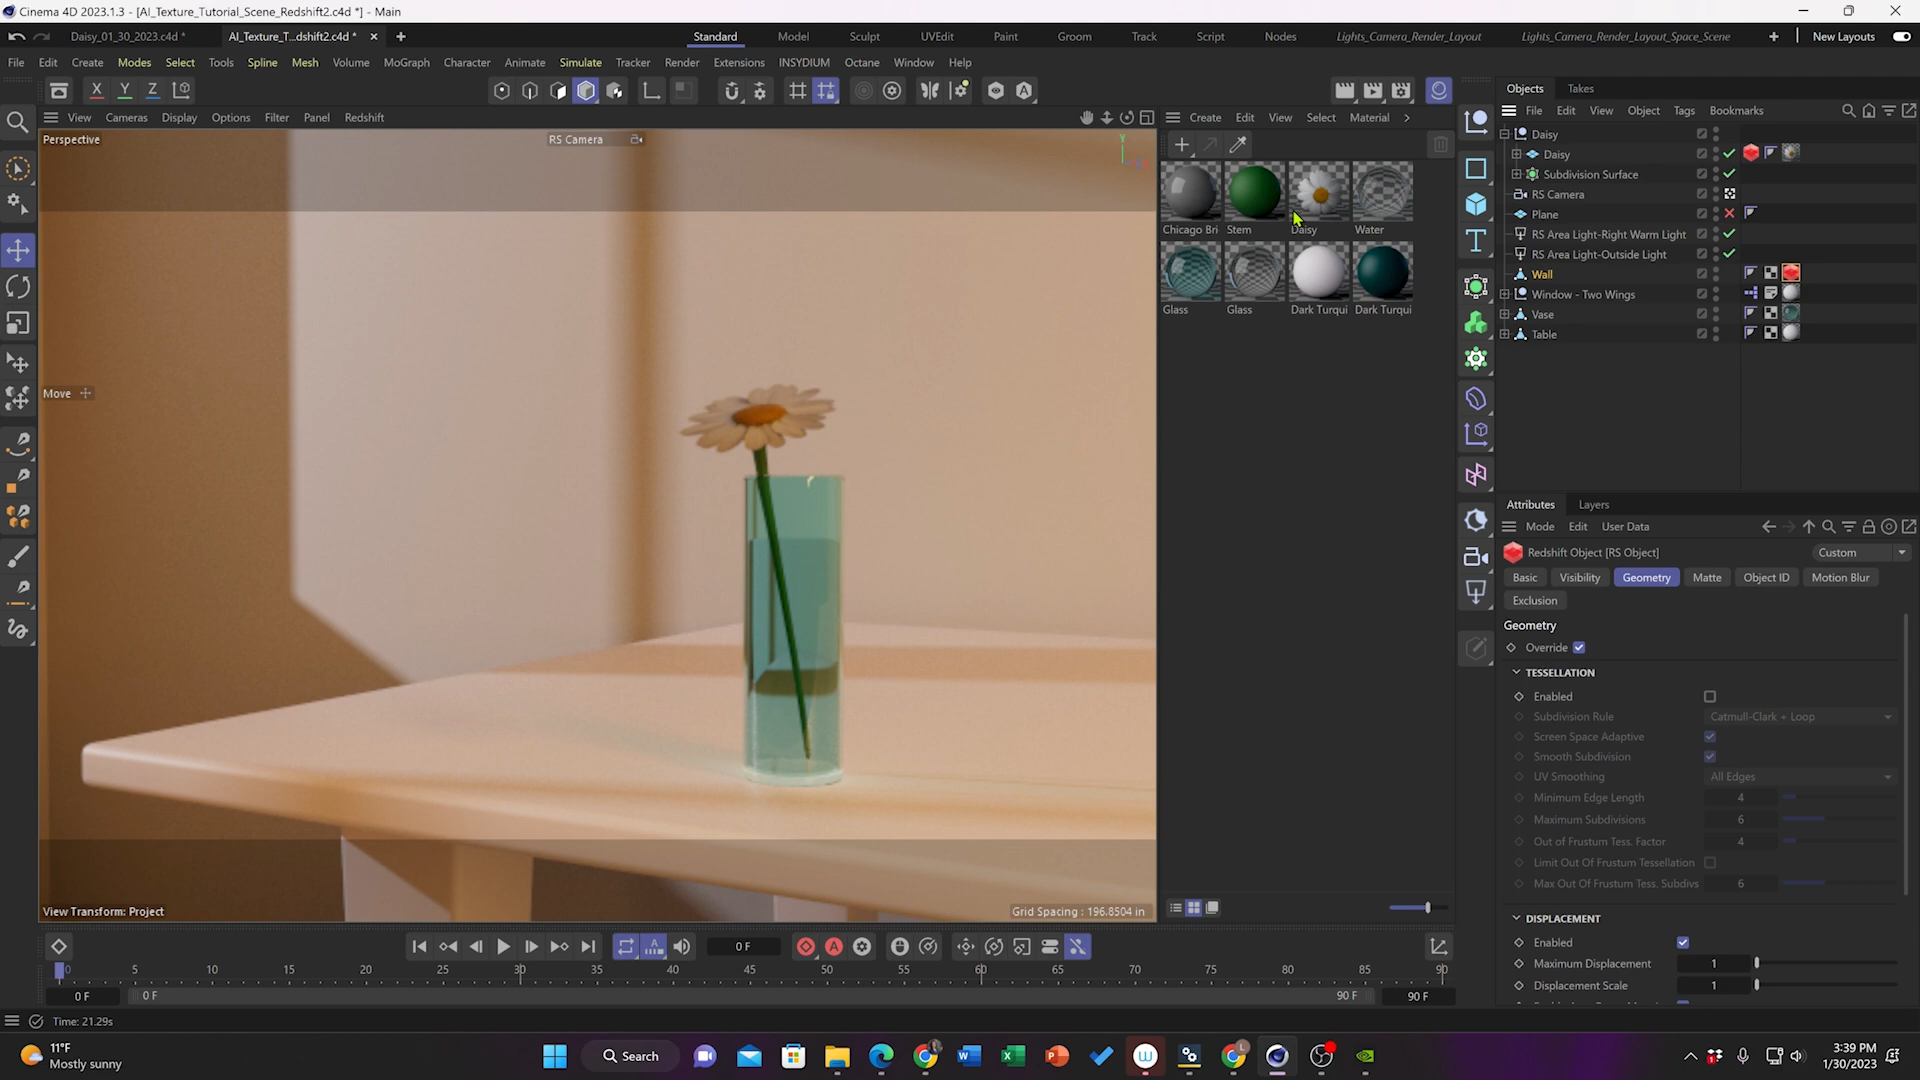 Cinema 4D 2023.1.3 - [AI_Texture_Tutorial_Scene_Redshift2.c4d *] - Main
Daisy_01_30_2023.c4d *
AI_Texture_T...dshift2.c4d *
Standard
Model
Sculpt
UVEdit
Paint
Groom
Track
Script
Nodes
Lights_Camera_Render_Layout
Lights_Camera_Render_Layout_Space_Scene
New Layouts
File Edit Create Modes Select Tools Spline Mesh Volume MoGraph Character Animate Simulate Tracker Render Extensions INSYDIUM Octane Window Help
X Y Z
Objects Takes
View Cameras Display Options Filter Panel Redshift
Create Edit View Select Material
File Edit View Object Tags Bookmarks
Perspective
RS Camera
Y
Move
View Transform: Project
Grid Spacing : 196.8504 in
Chicago Bri
Stem
Daisy
Water
Glass
Glass
Dark Turqui
Dark Turqui
Daisy
Daisy
Subdivision Surface
RS Camera
Plane
RS Area Light-Right Warm Light
RS Area Light-Outside Light
Wall
Window - Two Wings
Vase
Table
Attributes Layers
Mode Edit User Data
Redshift Object [RS Object]
Custom
Basic
Visibility
Geometry
Matte
Object ID
Motion Blur
Exclusion
Geometry
Override
TESSELLATION
Enabled
Subdivision Rule Catmull-Clark + Loop
Screen Space Adaptive
Smooth Subdivision
UV Smoothing All Edges
Minimum Edge Length 4
Maximum Subdivisions 6
Out of Frustum Tess. Factor 4
Limit Out Of Frustum Tessellation
Max Out Of Frustum Tess. Subdivs 6
DISPLACEMENT
Enabled
Maximum Displacement 1
Displacement Scale 1
0 F
0 5 10 15 20 25 30 35 40 45 50 55 60 65 70 75 80 85 90
0 F
0 F
90 F
90 F
Time: 21.29s
11°F
Mostly sunny
Search
3:39 PM
1/30/2023